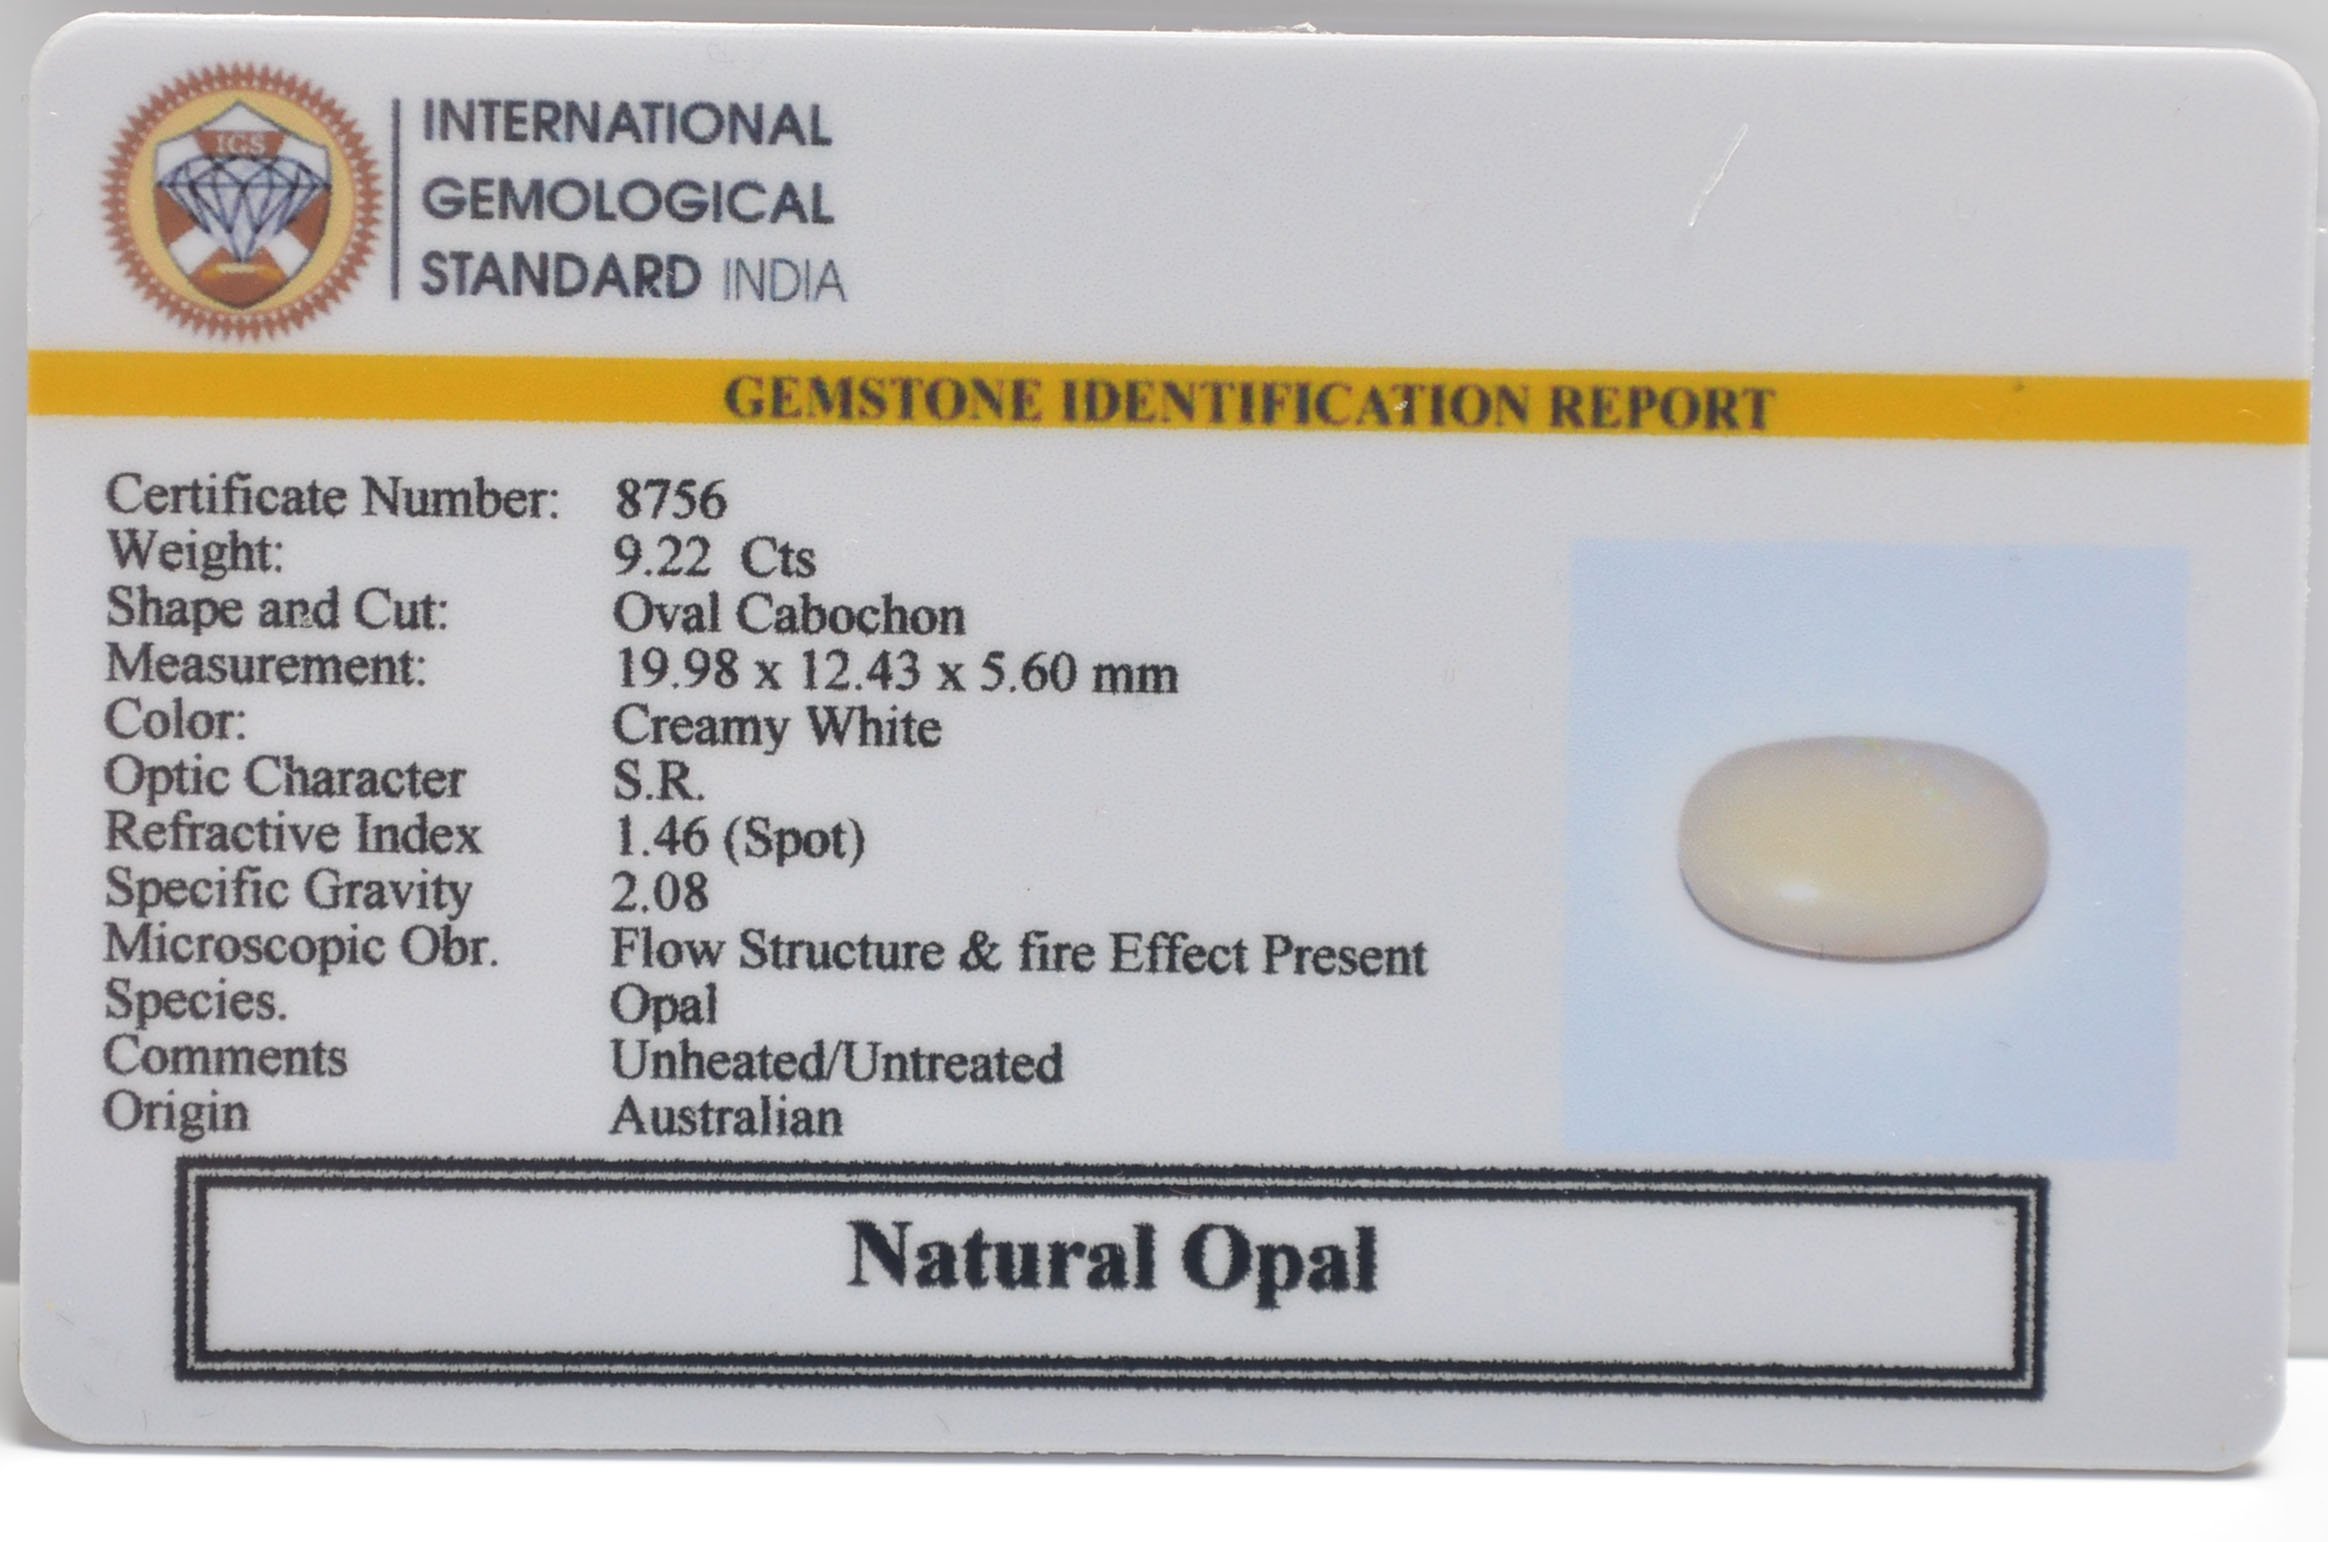 IGS
INTERNATIONAL
GEMOLOGICAL
STANDARD INDIA
GEMSTONE IDENTIFICATION REPORT
Certificate Number: 8756
Weight: 9.22 Cts
Shape and Cut: Oval Cabochon
Measurement: 19.98 x 12.43 x 5.60 mm
Color: Creamy White
Optic Character S.R.
Refractive Index 1.46 (Spot)
Specific Gravity 2.08
Microscopic Obr. Flow Structure & fire Effect Present
Species. Opal
Comments Unheated/Untreated
Origin Australian
Natural Opal